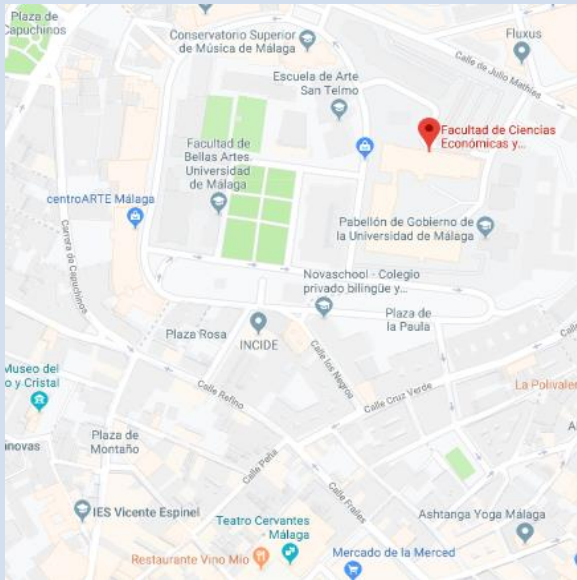 Plaza de
Capuchinos
Conservatorio Superior
de Música de Málaga
Fluxus
Calle de Julio Mathias
Escuela de Arte
San Telmo
Facultad de Ciencias
Económicas y...
Facultad de
Bellas Artes.
Universidad
de Málaga
centroARTE Málaga
Carrera de Capuchinos
Pabellón de Gobierno de
la Universidad de Málaga
Novaschool - Colegio
privado bilingüe y...
Plaza de
la Paula
Plaza Rosa
INCIDE
Calle los Negros
Calle
Museo del
o y Cristal
Calle Refino
Calle Cruz Verde
La Polivalen
Plaza de
Montaño
anovas
Calle Peña
IES Vicente Espinel
Calle Frailes
Teatro Cervantes
Málaga
Ashtanga Yoga Málaga
Restaurante Vino Mio
Mercado de la Merced